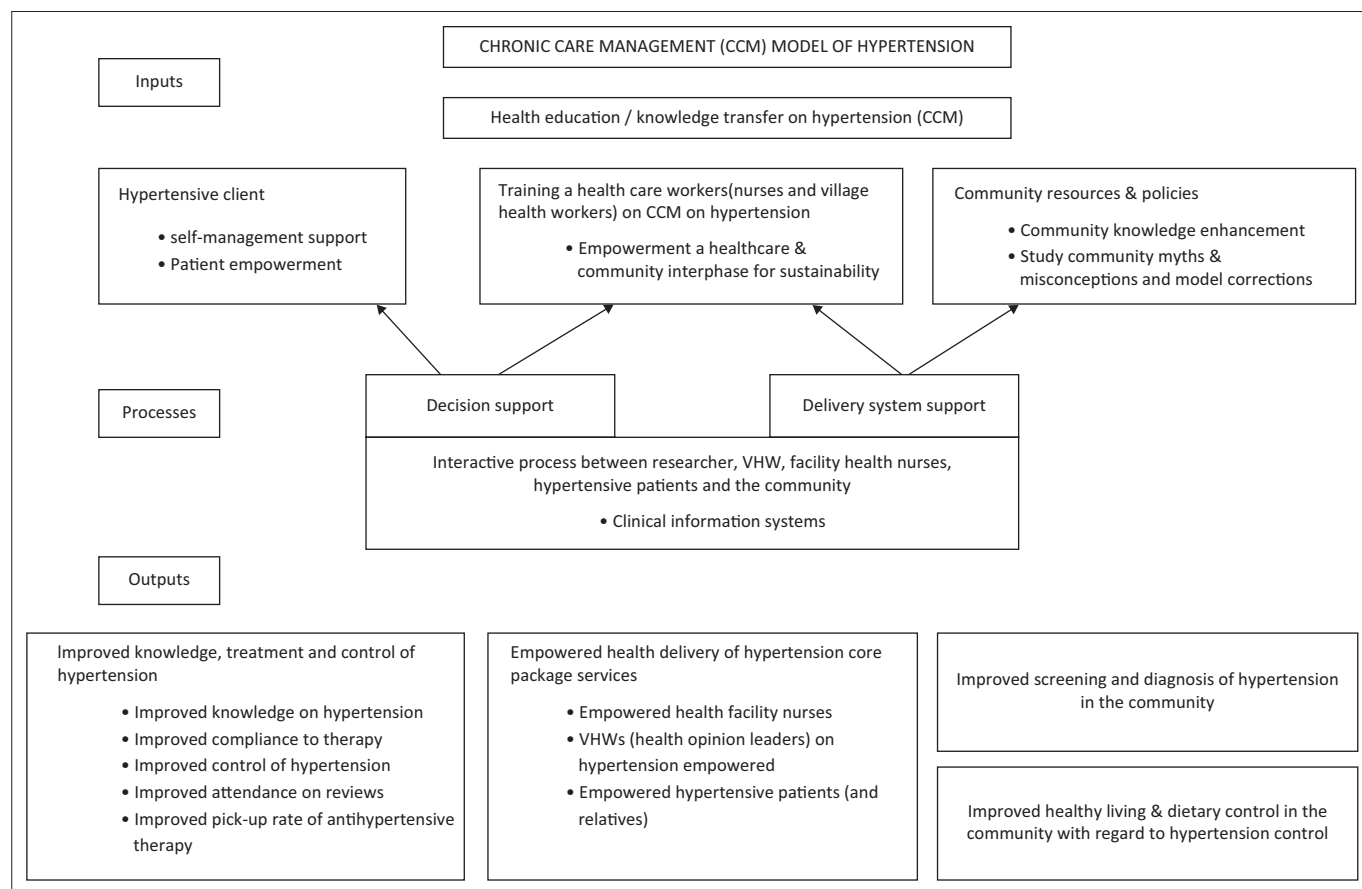 CHRONIC CARE MANAGEMENT (CCM) MODEL OF HYPERTENSION
Inputs
Health education / knowledge transfer on hypertension (CCM)
Hypertensive client
• self-management support
• Patient empowerment
Training a health care workers(nurses and village
health workers) on CCM on hypertension
• Empowerment a healthcare &
community interphase for sustainability
Community resources & policies
• Community knowledge enhancement
• Study community myths &
misconceptions and model corrections
Processes
Decision support
Delivery system support
Interactive process between researcher, VHW, facility health nurses,
hypertensive patients and the community
• Clinical information systems
Outputs
Improved knowledge, treatment and control of
hypertension
• Improved knowledge on hypertension
• Improved compliance to therapy
• Improved control of hypertension
• Improved attendance on reviews
• Improved pick-up rate of antihypertensive
therapy
Empowered health delivery of hypertension core
package services
• Empowered health facility nurses
• VHWs (health opinion leaders) on
hypertension empowered
• Empowered hypertensive patients (and
relatives)
Improved screening and diagnosis of hypertension
in the community
Improved healthy living & dietary control in the
community with regard to hypertension control